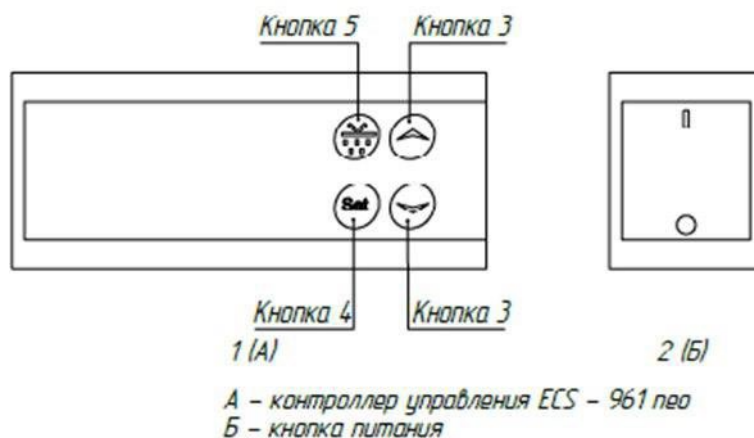 Кнопка 5 Кнопка 3
Set
Кнопка 4 Кнопка 3
1 (А) 2 (Б)
А – контроллер управления ECS – 961 neo
Б – кнопка питания